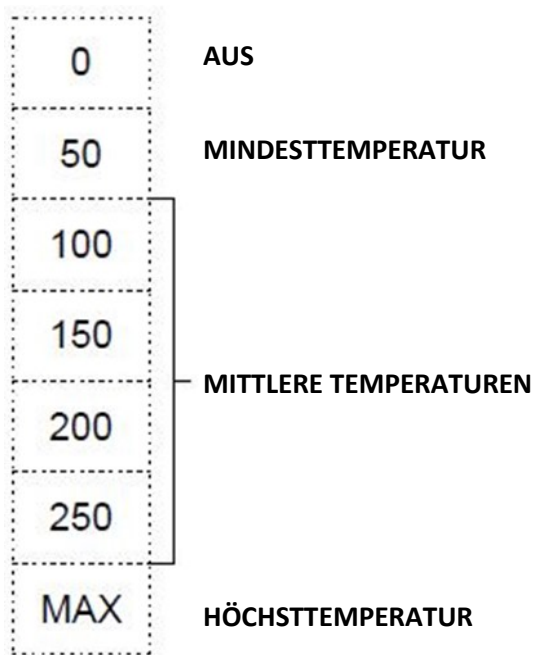 0 AUS
50 MINDESTTEMPERATUR
100
150
MITTLERE TEMPERATUREN
200
250
MAX HÖCHSTTEMPERATUR